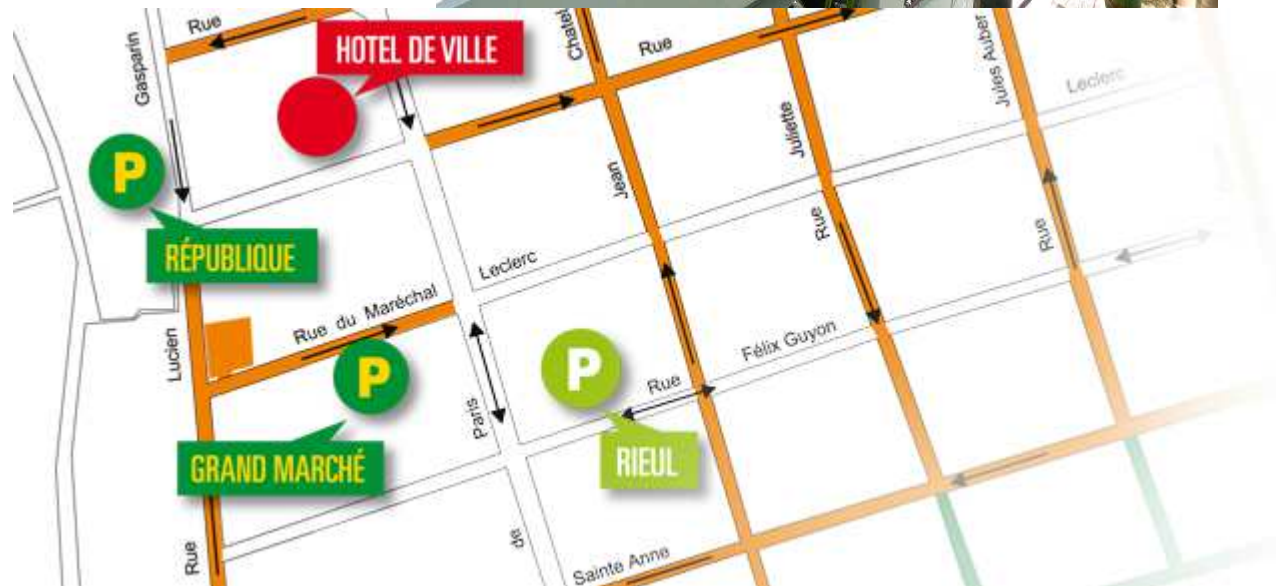 Rue
HOTEL DE VILLE
Chatel
Rue
Jules Auber
Gasparin
Leclerc
Juliette
P
Jean
RÉPUBLIQUE
Leclerc
Rue
Rue
Rue du Maréchal
Lucien
P
P
Félix Guyon
Rue
Paris
GRAND MARCHÉ
RIEUL
Rue
de
Sainte Anne